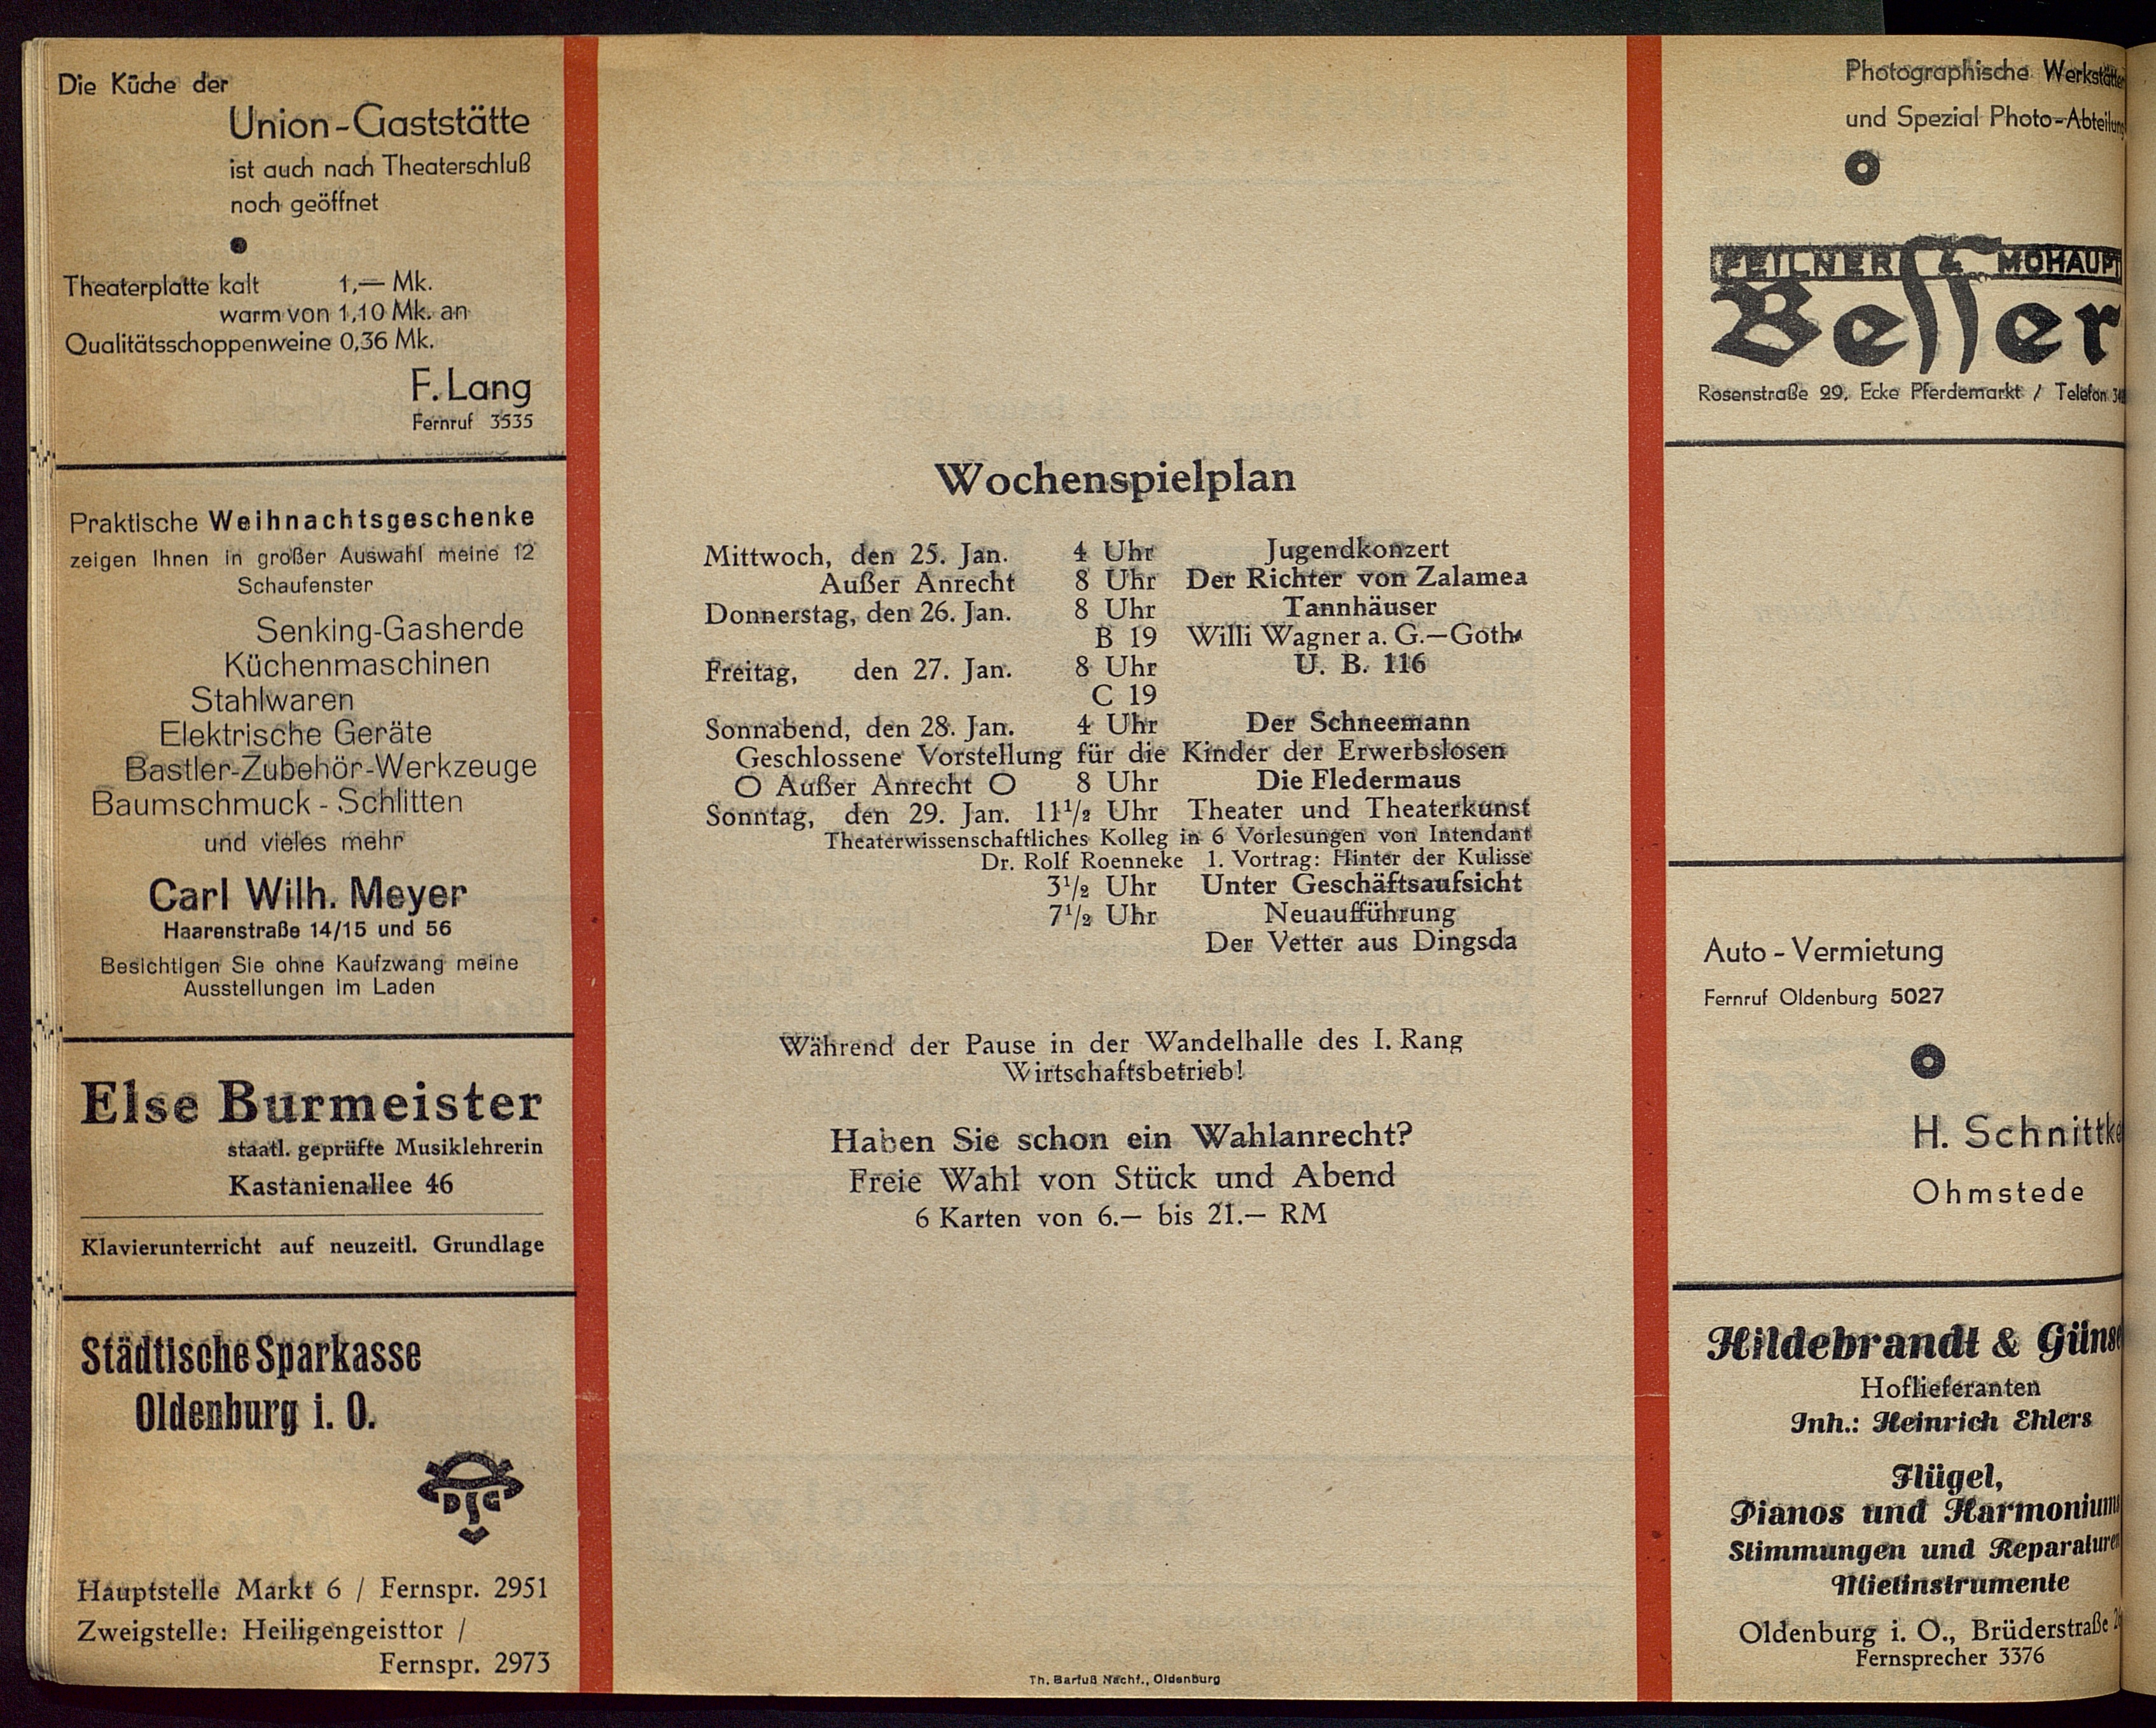 Die Küche der
Union-Gaststätte
ist auch nach Theaterschluß
noch geöffnet
Theaterplatte kalt 1,— Mk.
warm von 1,10 Mk. an
Qualitätsschoppenweine 0,36 Mk.
F. Lang
Fernruf 3535
Praktische Weihnachtsgeschenke
zeigen Ihnen in großer Auswahl meine 12
Schaufenster
Senking-Gasherde
Küchenmaschinen
Stahlwaren
Elektrische Geräte
Bastler-Zubehör-Werkzeuge
Baumschmuck - Schlitten
und vieles mehr
Carl Wilh. Meyer
Haarenstraße 14/15 und 56
Besichtigen Sie ohne Kaufzwang meine
Ausstellungen im Laden
Else Burmeister
staatl. geprüfte Musiklehrerin
Kastanienallee 46
Klavierunterricht auf neuzeitl. Grundlage
Städtische Sparkasse
Oldenburg i. O.
DSG
Hauptstelle Markt 6 / Fernspr. 2951
Zweigstelle: Heiligengeisttor /
Fernspr. 2973
Wochenspielplan
Mittwoch, den 25. Jan. 4 Uhr Jugendkonzert
Außer Anrecht 8 Uhr Der Richter von Zalamea
Donnerstag, den 26. Jan. 8 Uhr Tannhäuser
B 19 Willi Wagner a. G.—Gotha
Freitag, den 27. Jan. 8 Uhr U. B. 116
C 19
Sonnabend, den 28. Jan. 4 Uhr Der Schneemann
Geschlossene Vorstellung für die Kinder der Erwerbslosen
O Außer Anrecht O 8 Uhr Die Fledermaus
Sonntag, den 29. Jan. 11½ Uhr Theater und Theaterkunst
Theaterwissenschaftliches Kolleg in 6 Vorlesungen von Intendant
Dr. Rolf Roenneke 1. Vortrag: Hinter der Kulisse
3½ Uhr Unter Geschäftsaufsicht
7½ Uhr Neuaufführung
Der Vetter aus Dingsda
Während der Pause in der Wandelhalle des I. Rang
Wirtschaftsbetrieb!
Haben Sie schon ein Wahlanrecht?
Freie Wahl von Stück und Abend
6 Karten von 6.— bis 21.— RM
Th. Barfuß Nachf., Oldenburg
Photographische Werkstätten
und Spezial Photo-Abteilung
FEILNER & MOHAUPT
Besser
Rosenstraße 29, Ecke Pferdemarkt / Telefon
Auto - Vermietung
Fernruf Oldenburg 5027
H. Schnittke
Ohmstede
Hildebrandt &
Hoflieferanten
Inh.: Heinrich Ehlers
Flügel,
Pianos und Harmoniums
Stimmungen und Reparaturen
Mietinstrumente
Oldenburg i. O., Brüderstraße
Fernsprecher 3376